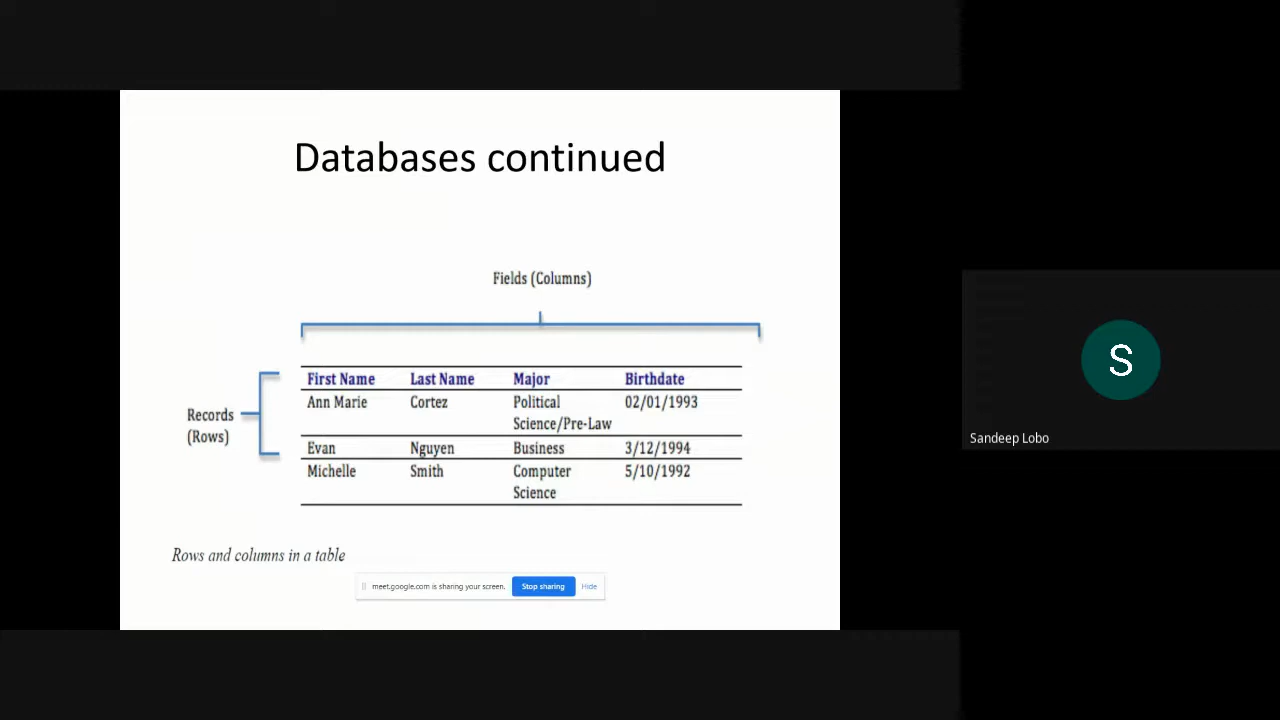 Databases continued
Fields (Columns)
First Name Last Name Major Birthdate
Ann Marie Cortez Political 02/01/1993
Science/Pre-Law
Records
(Rows)
Evan Nguyen Business 3/12/1994
Michelle Smith Computer 5/10/1992
Science
Rows and columns in a table
meet.google.com is sharing your screen. Stop sharing Hide
S
Sandeep Lobo